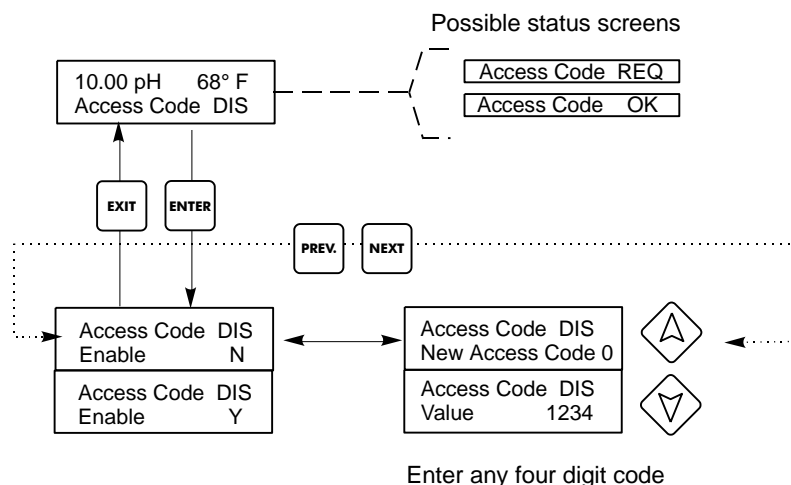 Possible status screens
10.00 pH 68° F
Access Code DIS
Access Code REQ
Access Code OK
EXIT
ENTER
PREV.
NEXT
Access Code DIS
Enable N
Access Code DIS
Enable Y
Access Code DIS
New Access Code 0
Access Code DIS
Value 1234
Enter any four digit code